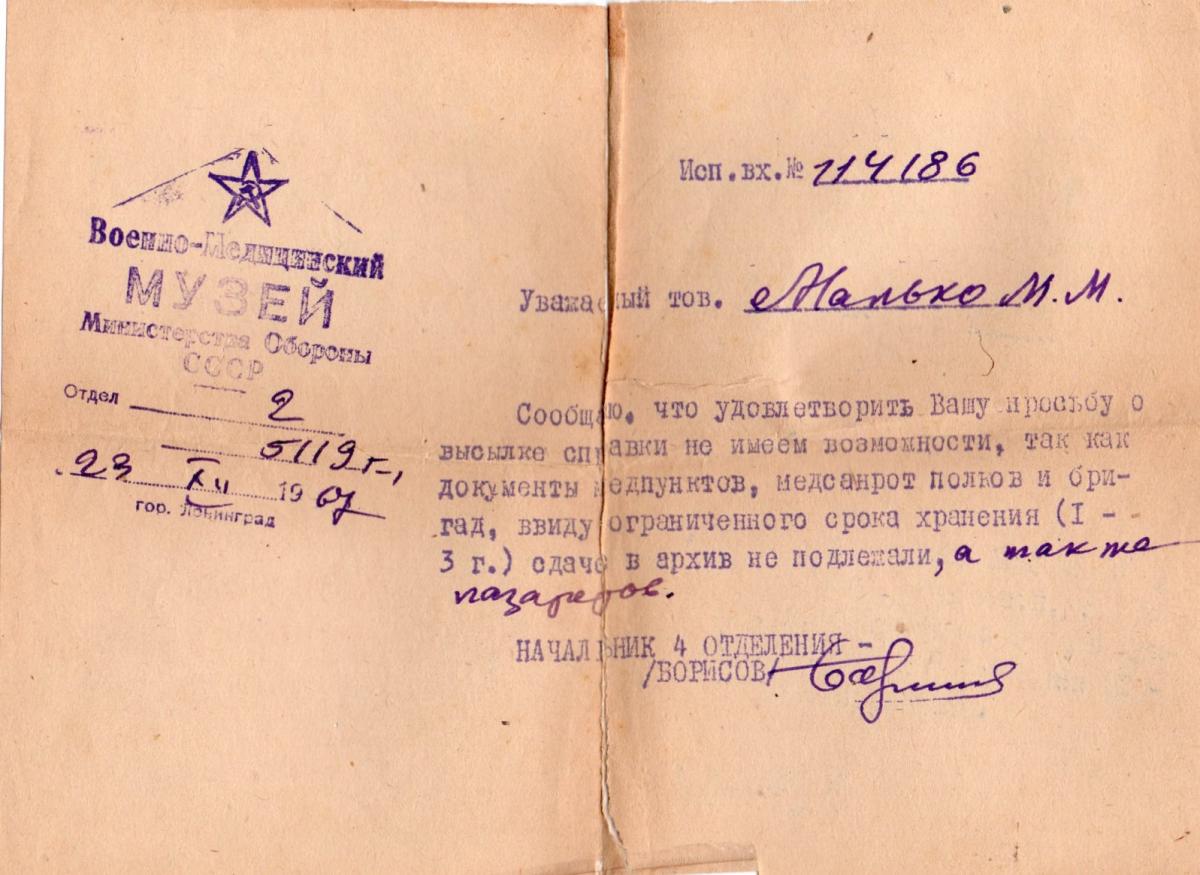 Военно-Медицинский
МУЗЕЙ
Министерства Обороны
СССР
Отдел 2
5119 г.,
„23 XII 19
гор. Ленинград
Исп.вх.№ 114186
Уважаемый тов. Малько М.М.
Сообщаю, что удовлетворить Вашу просьбу о
высылке справки не имеем возможности, так как
документы медпунктов, медсанрот полков и бри-
гад, ввиду ограниченного срока хранения (I -
3 г.) сдаче в архив не подлежали, а также
лазаретов.
НАЧАЛЬНИК 4 ОТДЕЛЕНИЯ -
/БОРИСОВ/